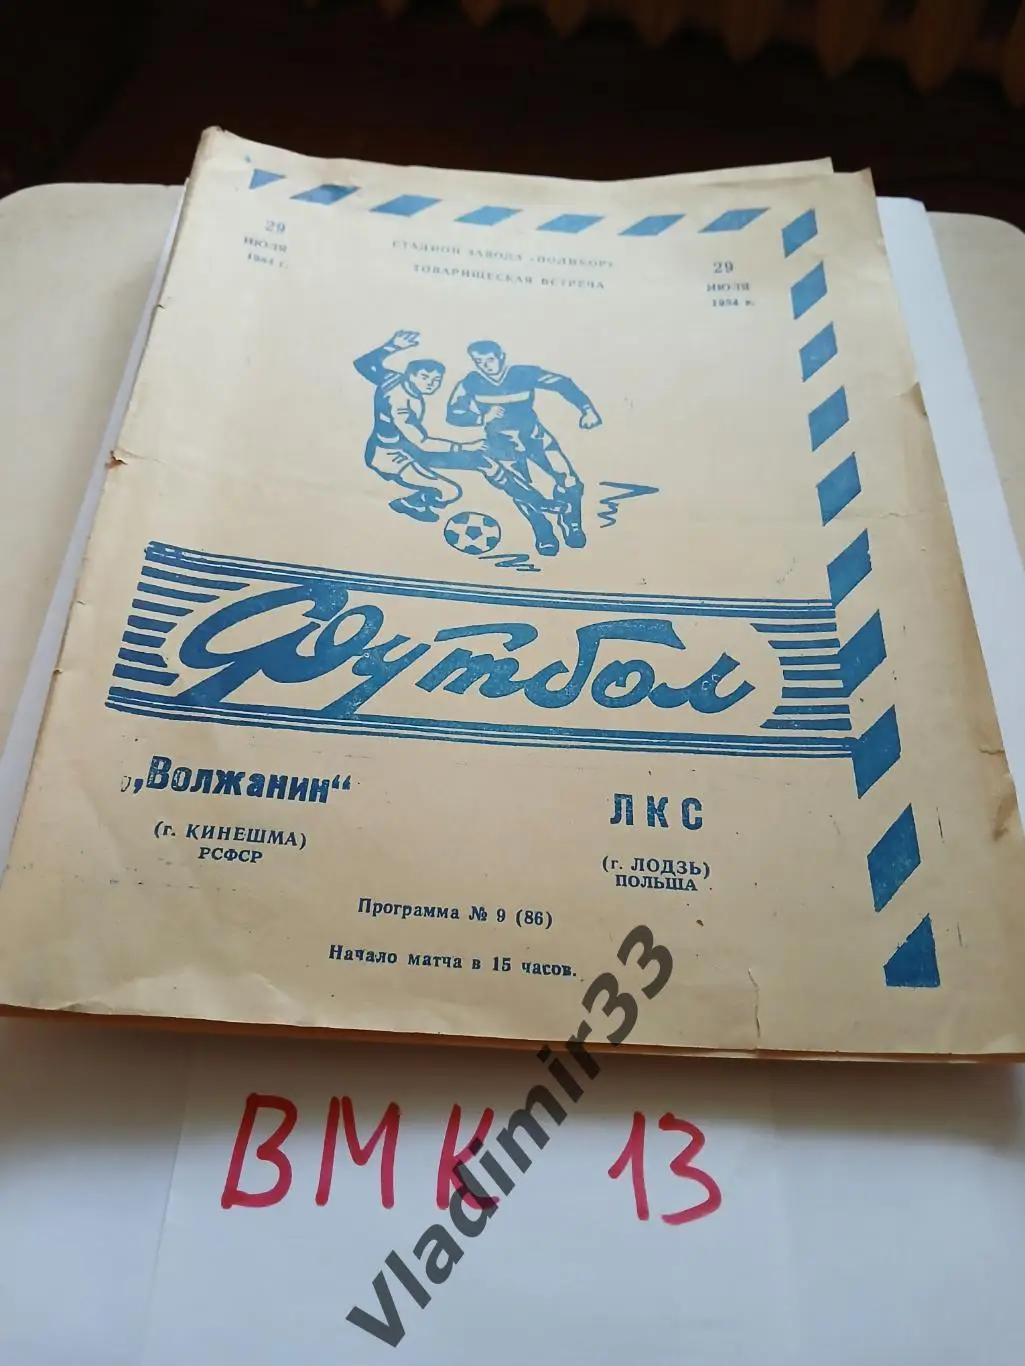 29
ИЮЛЯ
1984 г.
СТАДИОН ЗАВОДА «ПОЛИКОР»
ТОВАРИЩЕСКАЯ ВСТРЕЧА
29
ИЮЛЯ
1984 г.
Футбол
„Волжанин“
(г. КИНЕШМА)
РСФСР
ЛКС
(г. ЛОДЗЬ)
ПОЛЬША
Программа № 9 (86)
Начало матча в 15 часов.
ВМК 13
Vladimir33